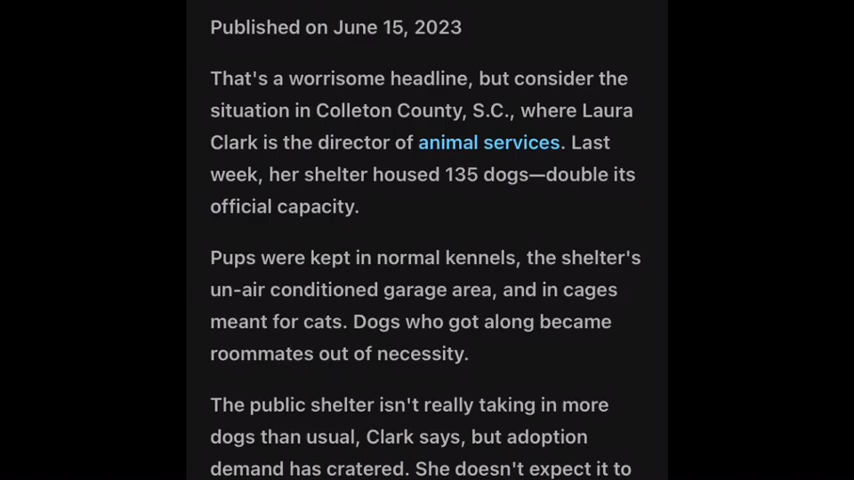 Published on June 15, 2023
That's a worrisome headline, but consider the
situation in Colleton County, S.C., where Laura
Clark is the director of animal services. Last
week, her shelter housed 135 dogs—double its
official capacity.
Pups were kept in normal kennels, the shelter's
un-air conditioned garage area, and in cages
meant for cats. Dogs who got along became
roommates out of necessity.
The public shelter isn't really taking in more
dogs than usual, Clark says, but adoption
demand has cratered. She doesn't expect it to